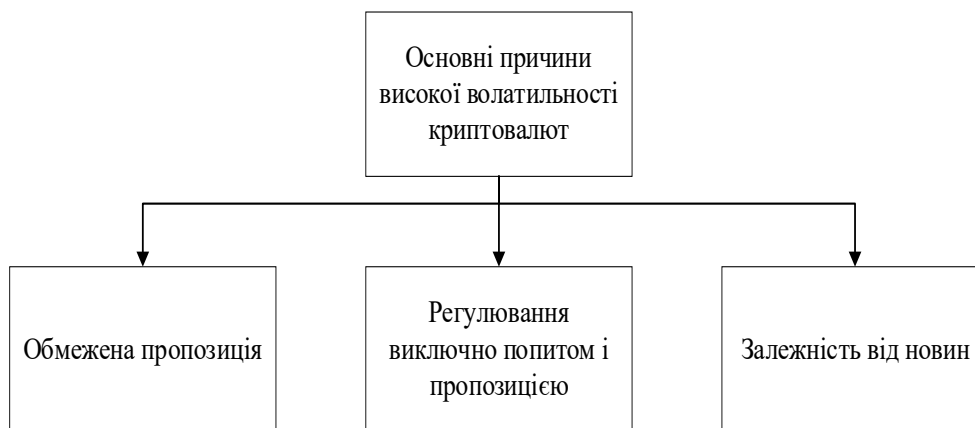 Основні причини
високої волатильності
криптовалют
Обмежена пропозиція
Регулювання
виключно попитом і
пропозицією
Залежність від новин